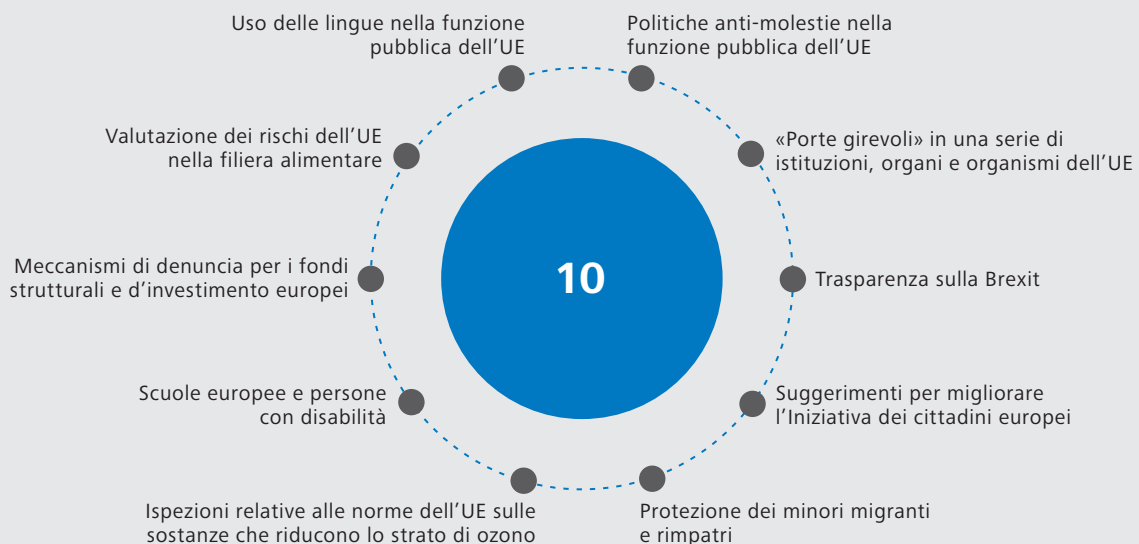 Uso delle lingue nella funzione
pubblica dell'UE
Politiche anti-molestie nella
funzione pubblica dell'UE
Valutazione dei rischi dell'UE
nella filiera alimentare
«Porte girevoli» in una serie di
istituzioni, organi e organismi dell'UE
Meccanismi di denuncia per i fondi
strutturali e d'investimento europei
10
Trasparenza sulla Brexit
Scuole europee e persone
con disabilità
Suggerimenti per migliorare
l'Iniziativa dei cittadini europei
Ispezioni relative alle norme dell'UE sulle
sostanze che riducono lo strato di ozono
Protezione dei minori migranti
e rimpatri